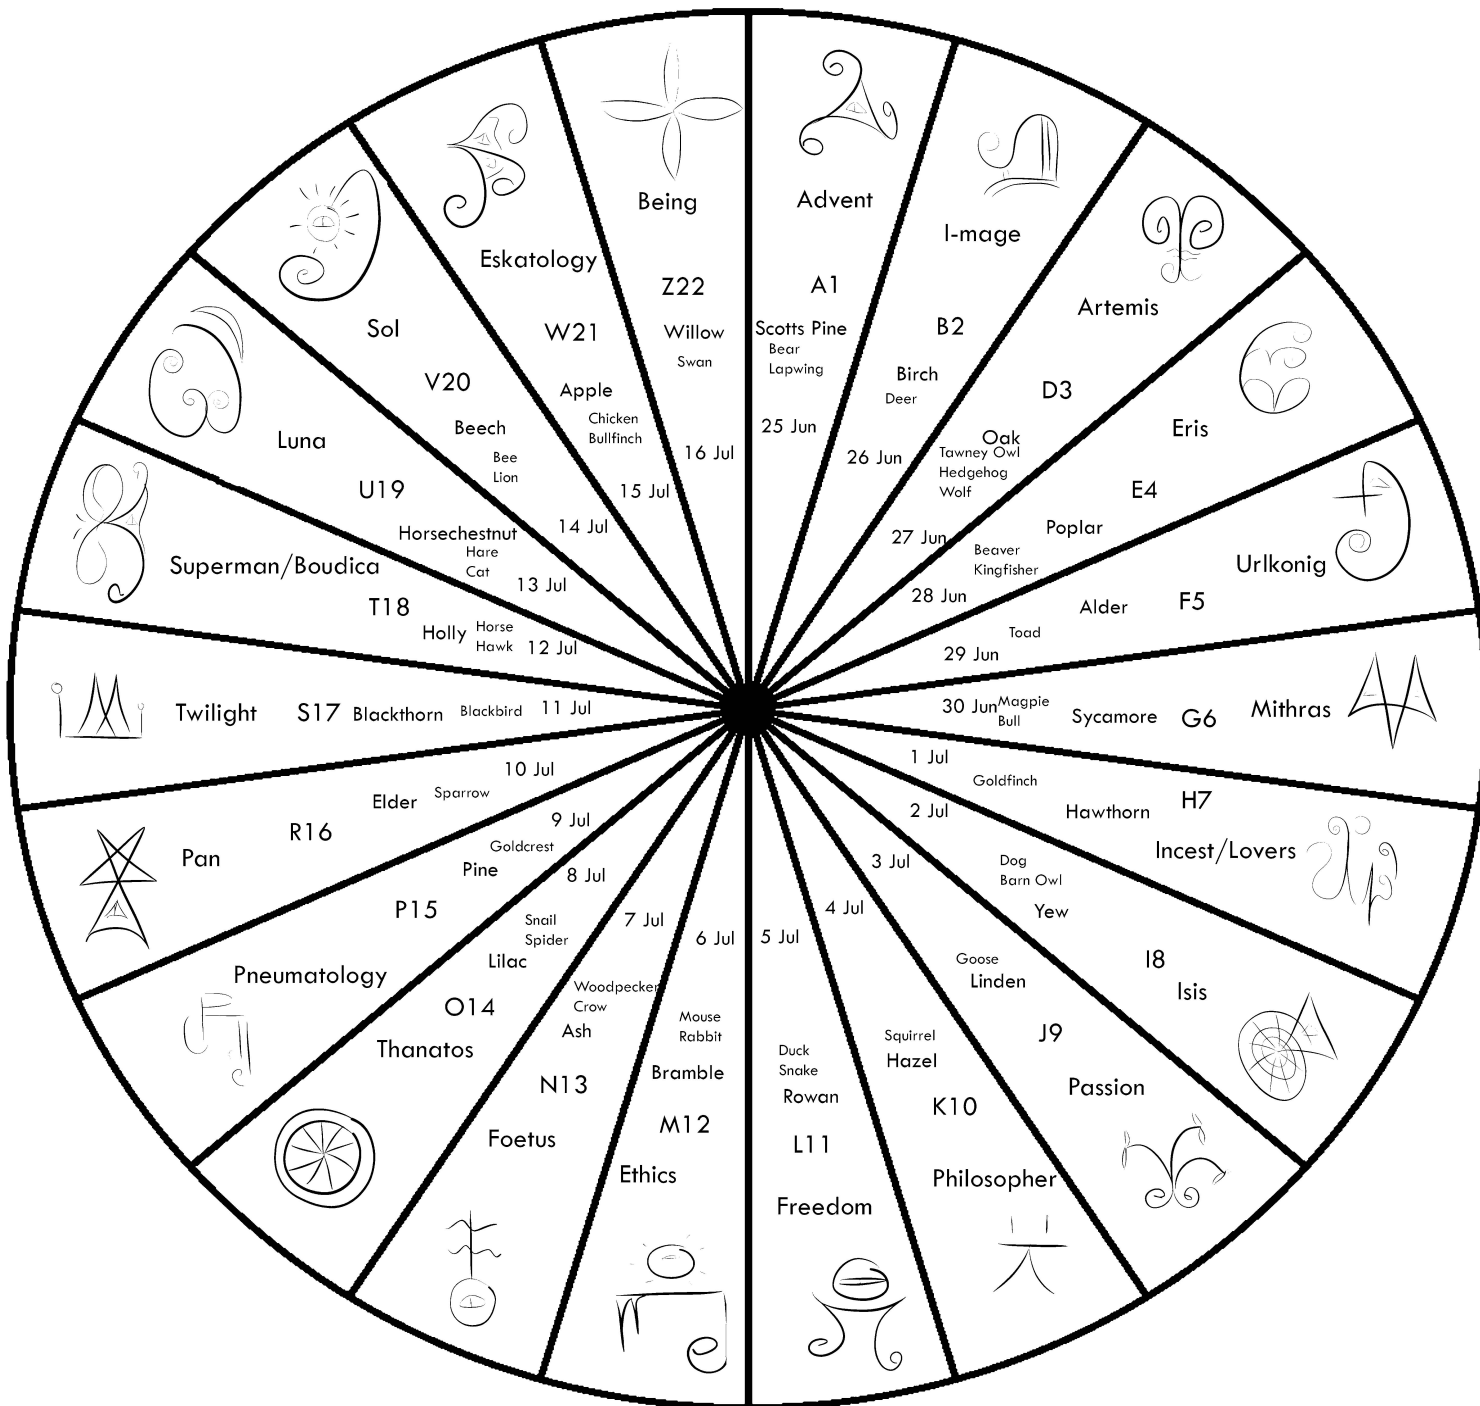 Advent
A1
Scotts Pine
Bear
Lapwing
25 Jun
I-mage
B2
Birch
Deer
26 Jun
Artemis
D3
Oak
Tawney Owl
Hedgehog
Wolf
27 Jun
Eris
E4
Poplar
Beaver
Kingfisher
28 Jun
Urlkonig
F5
Alder
Toad
29 Jun
Mithras
G6
Sycamore
Magpie
Bull
30 Jun
Incest/Lovers
H7
Hawthorn
Goldfinch
1 Jul
Isis
I8
Yew
Dog
Barn Owl
2 Jul
Passion
J9
Linden
Goose
3 Jul
Philosopher
K10
Hazel
Squirrel
4 Jul
Freedom
L11
Rowan
Duck
Snake
5 Jul
Ethics
M12
Bramble
Mouse
Rabbit
6 Jul
Foetus
N13
Ash
Woodpecker
Crow
7 Jul
Thanatos
O14
Lilac
Snail
Spider
8 Jul
Pneumatology
P15
Pine
Goldcrest
9 Jul
Pan
R16
Elder
Sparrow
10 Jul
Twilight
S17
Blackthorn
Blackbird
11 Jul
Superman/Boudica
T18
Holly
Horse
Hawk
12 Jul
Luna
U19
Horsechestnut
Hare
Cat
13 Jul
Sol
V20
Beech
Bee
Lion
14 Jul
Eskatology
W21
Apple
Chicken
Bullfinch
15 Jul
Being
Z22
Willow
Swan
16 Jul